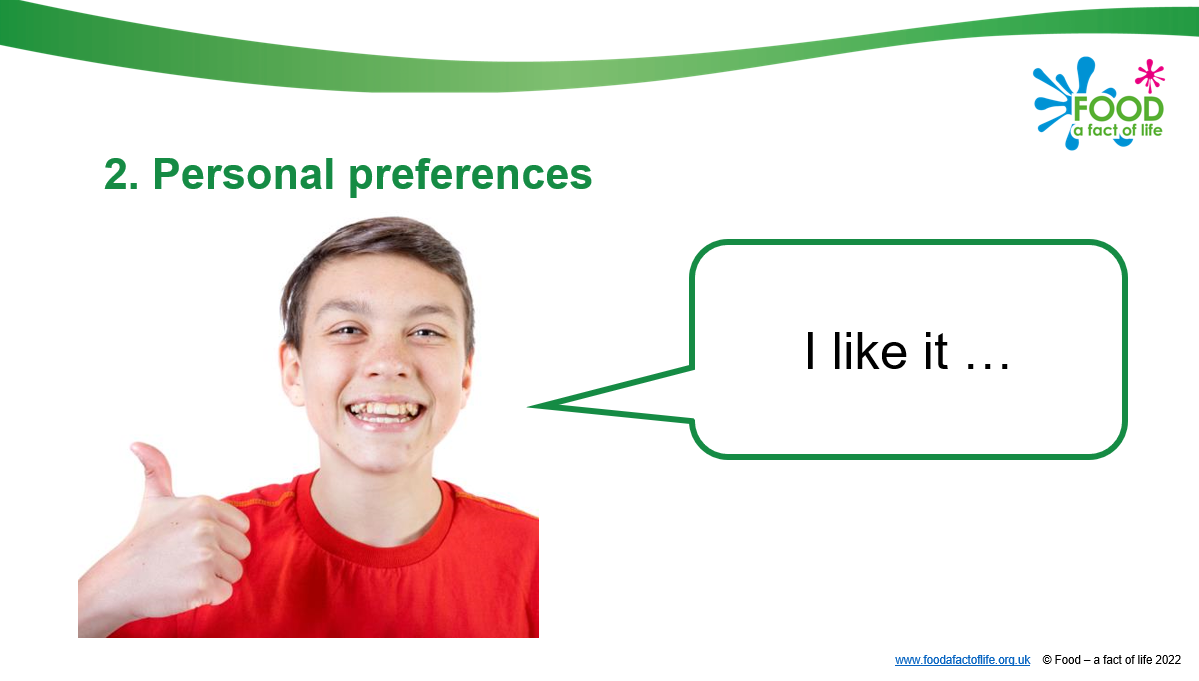 FOOD
a fact of life
2. Personal preferences
I like it …
www.foodafactoflife.org.uk © Food – a fact of life 2022